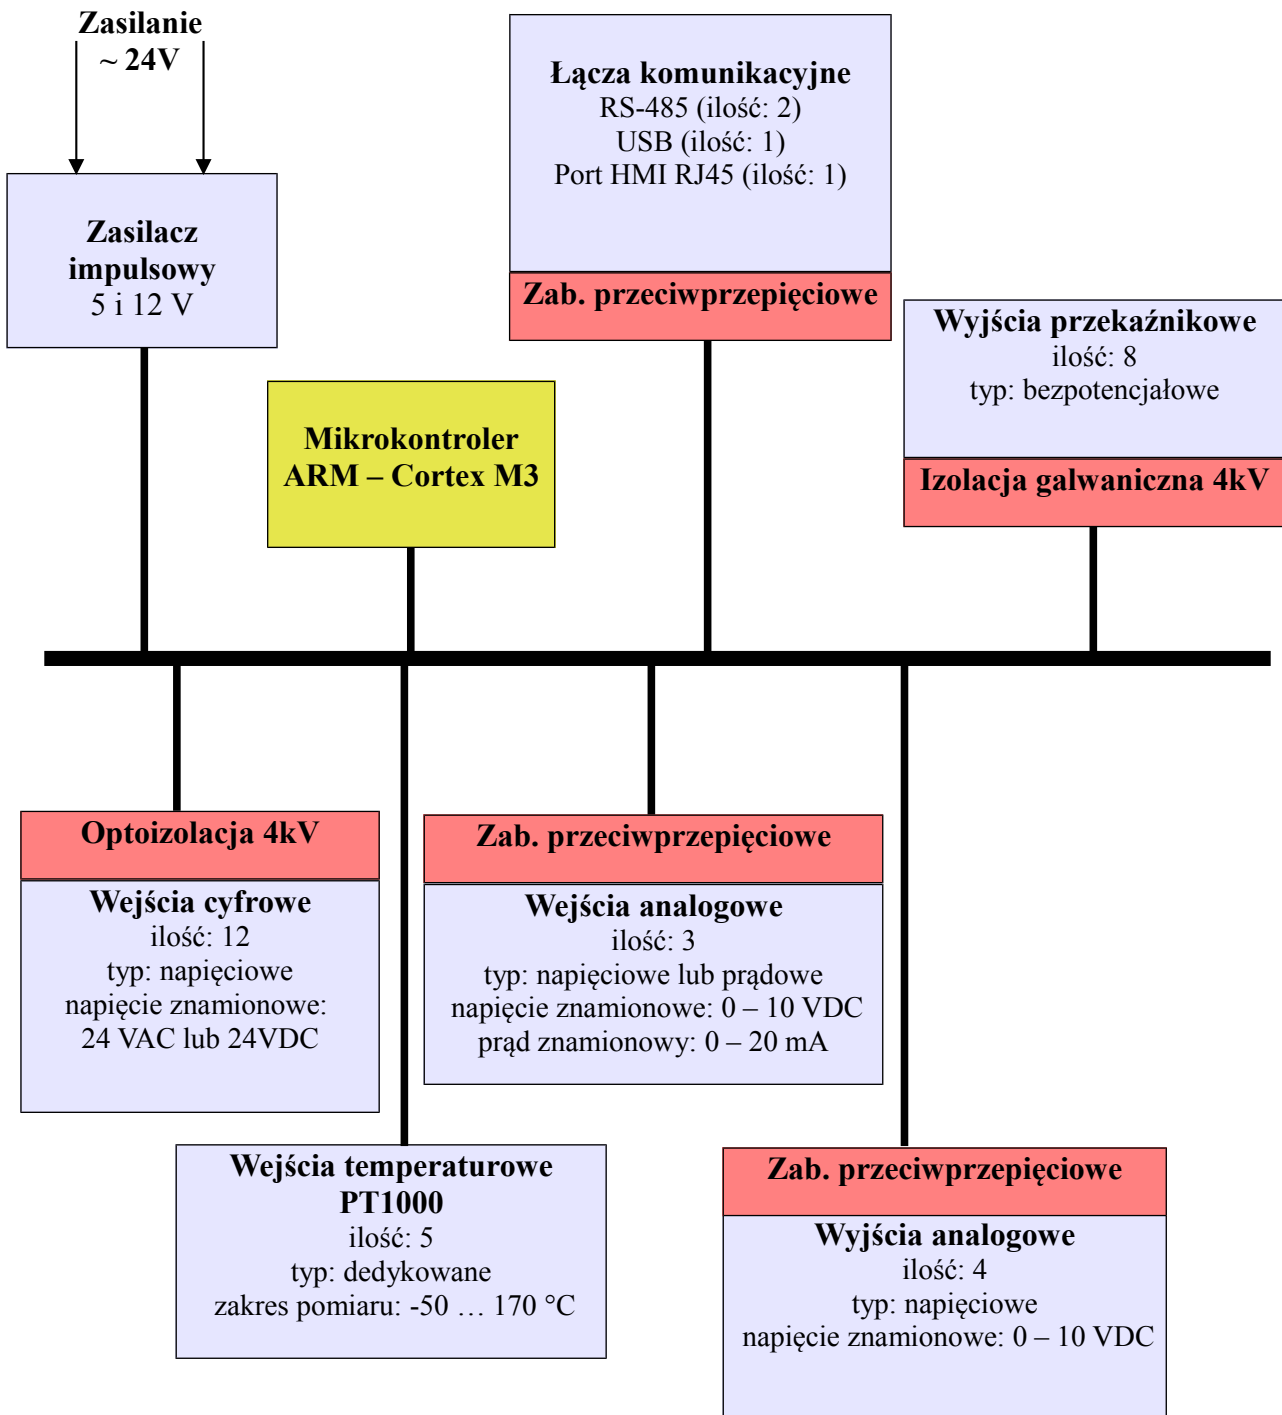 Zasilanie
~ 24V
Zasilacz
impulsowy
5 i 12 V
Łącza komunikacyjne
RS-485 (ilość: 2)
USB (ilość: 1)
Port HMI RJ45 (ilość: 1)
Zab. przeciwprzepięciowe
Wyjścia przekaźnikowe
ilość: 8
typ: bezpotencjałowe
Izolacja galwaniczna 4kV
Mikrokontroler
ARM – Cortex M3
Optoizolacja 4kV
Wejścia cyfrowe
ilość: 12
typ: napięciowe
napięcie znamionowe:
24 VAC lub 24VDC
Zab. przeciwprzepięciowe
Wejścia analogowe
ilość: 3
typ: napięciowe lub prądowe
napięcie znamionowe: 0 – 10 VDC
prąd znamionowy: 0 – 20 mA
Wejścia temperaturowe
PT1000
ilość: 5
typ: dedykowane
zakres pomiaru: -50 … 170 °C
Zab. przeciwprzepięciowe
Wyjścia analogowe
ilość: 4
typ: napięciowe
napięcie znamionowe: 0 – 10 VDC